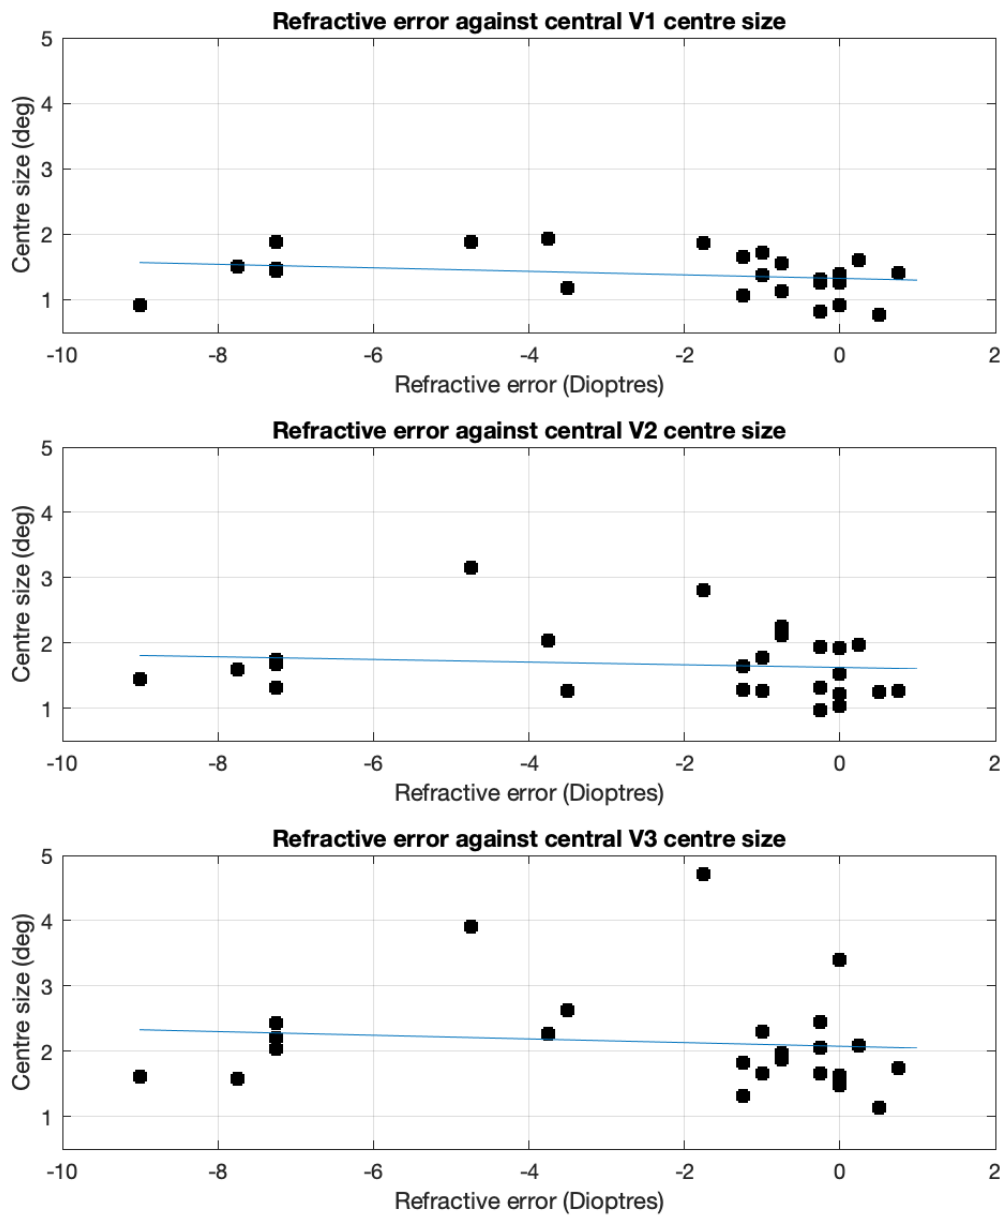 Refractive error against central V1 centre size
5
4
3
2
1
Centre size (deg)
-10 -8 -6 -4 -2 0 2
Refractive error (Dioptres)
Refractive error against central V2 centre size
5
4
3
2
1
Centre size (deg)
-10 -8 -6 -4 -2 0 2
Refractive error (Dioptres)
Refractive error against central V3 centre size
5
4
3
2
1
Centre size (deg)
-10 -8 -6 -4 -2 0 2
Refractive error (Dioptres)